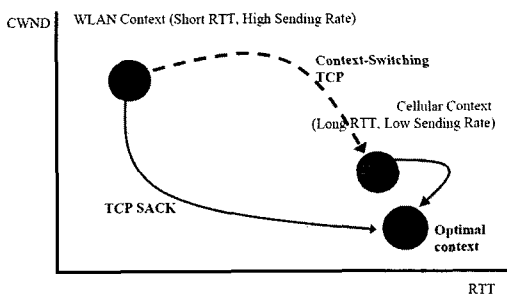 CWND
WLAN Context (Short RTT, High Sending Rate)
Context-Switching
TCP
Cellular Context
(Long RTT, Low Sending Rate)
TCP SACK
Optimal
context
RTT